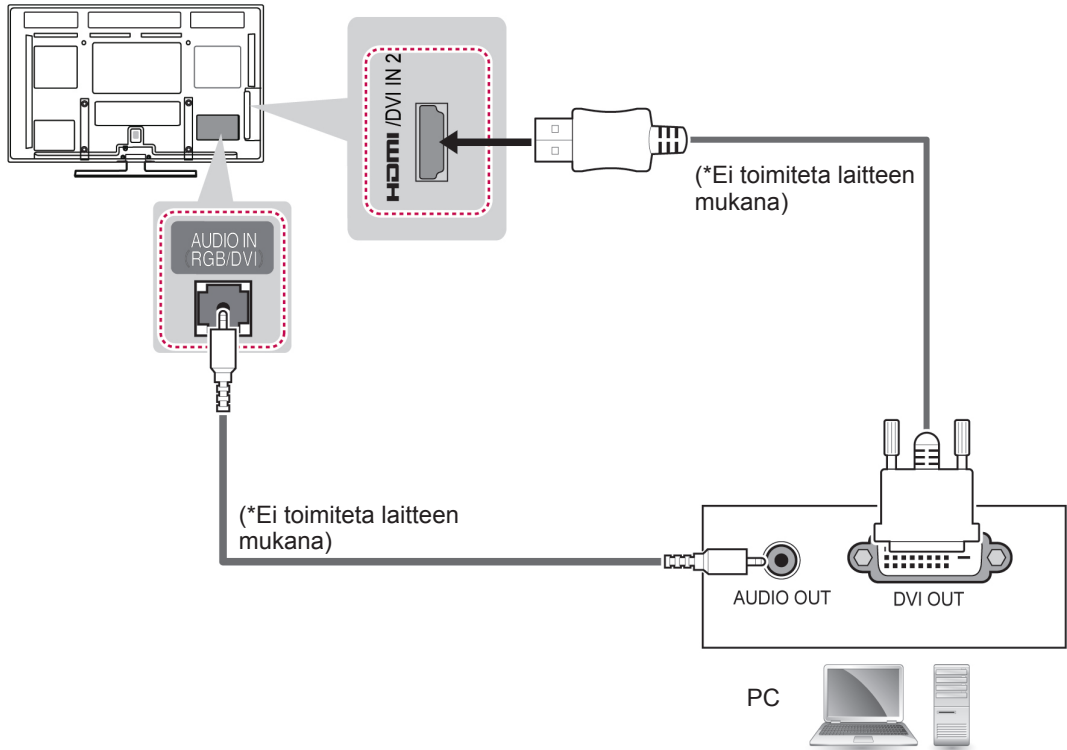 HDMI /DVI IN 2
(*Ei toimiteta laitteen
mukana)
AUDIO IN
(RGB/DVI)
(*Ei toimiteta laitteen
mukana)
AUDIO OUT
DVI OUT
PC